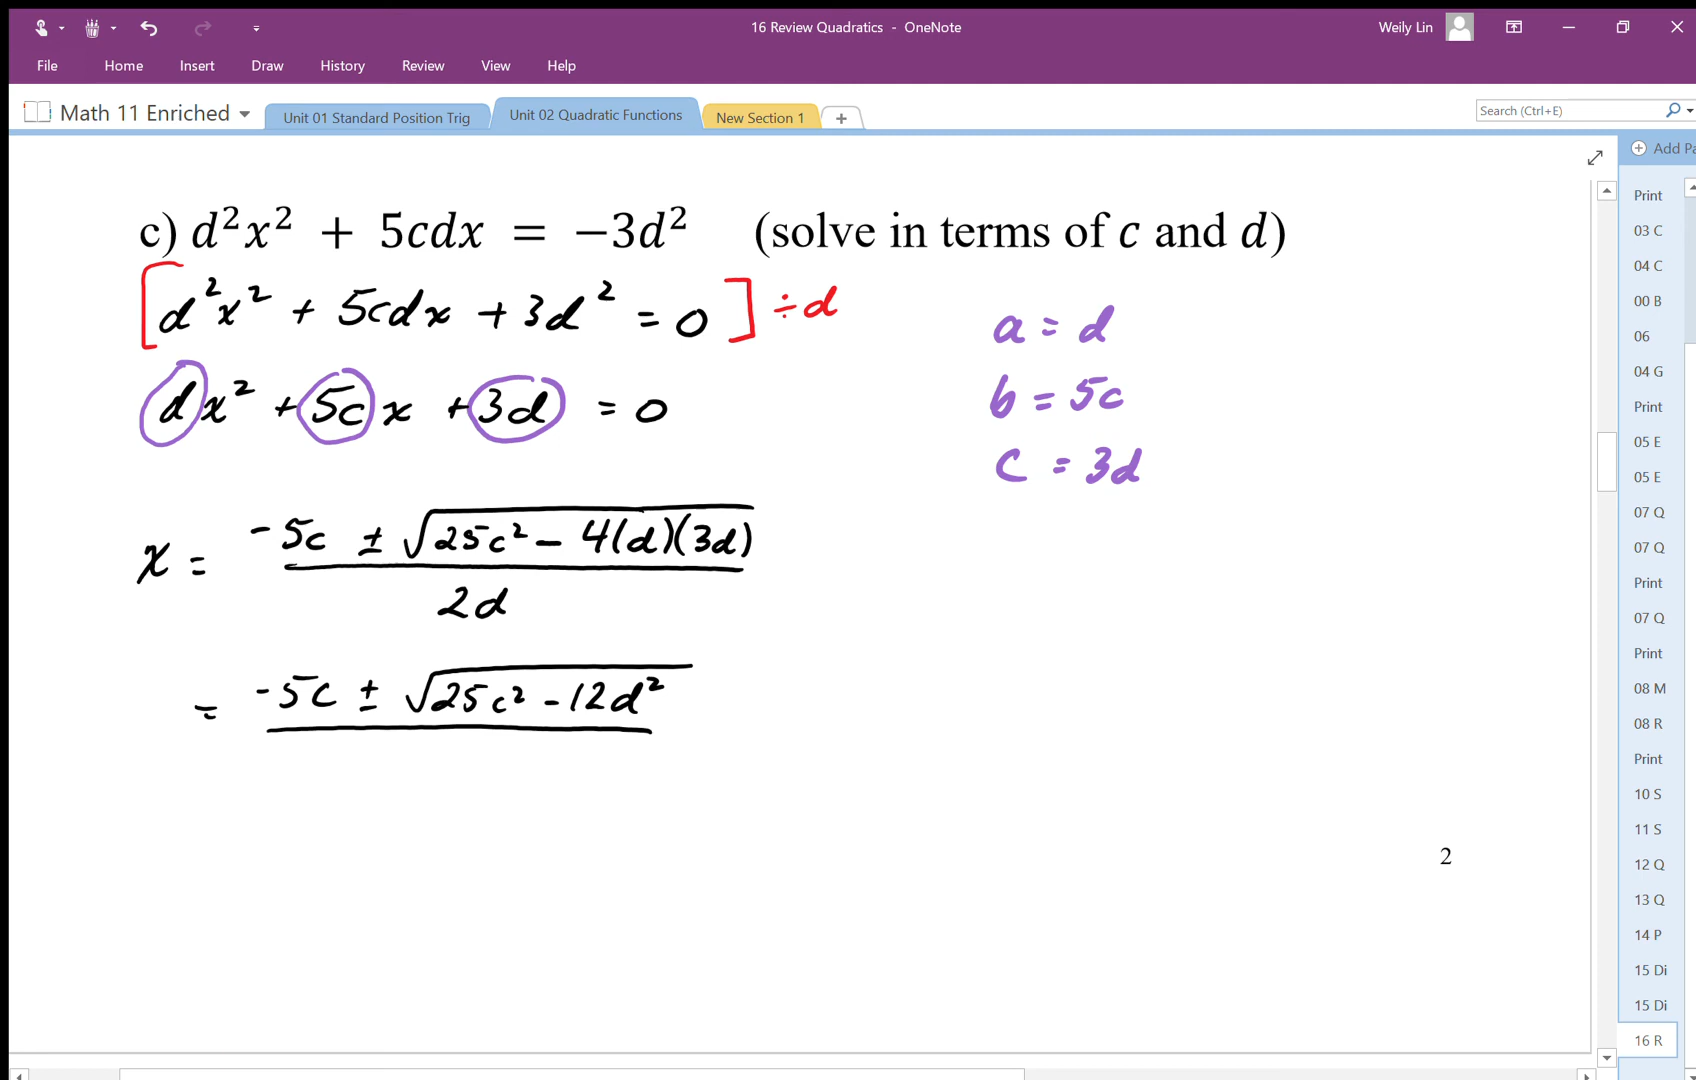 16 Review Quadratics - OneNote
Weily Lin
File Home Insert Draw History Review View Help
Math 11 Enriched
Unit 01 Standard Position Trig
Unit 02 Quadratic Functions
New Section 1
+
Search (Ctrl+E)
Add Pa
c) d²x² + 5cdx = −3d² (solve in terms of c and d)
[d²x² + 5cdx + 3d² = 0] ÷ d
dx² + 5cx + 3d = 0
a = d
b = 5c
c = 3d
x = (-5c ± √(25c² - 4(d)(3d))) / 2d
= -5c ± √(25c² - 12d²)
2
Print
03 C
04 C
00 B
06
04 G
Print
05 E
05 E
07 Q
07 Q
Print
07 Q
Print
08 M
08 R
Print
10 S
11 S
12 Q
13 Q
14 P
15 Di
15 Di
16 R